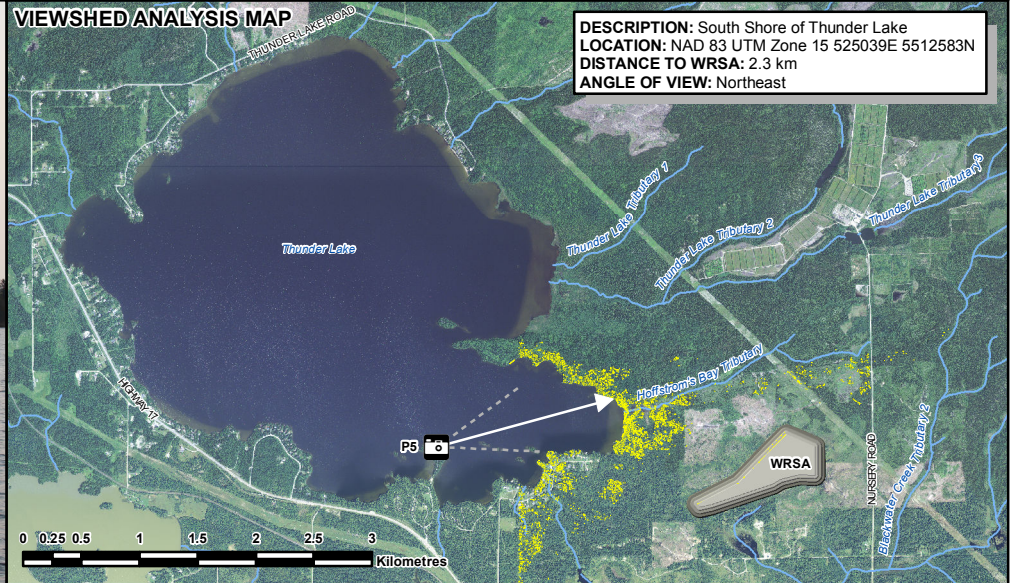 VIEWSHED ANALYSIS MAP
DESCRIPTION: South Shore of Thunder Lake
LOCATION: NAD 83 UTM Zone 15 525039E 5512583N
DISTANCE TO WRSA: 2.3 km
ANGLE OF VIEW: Northeast
THUNDER LAKE ROAD
Thunder Lake Tributary 1
Thunder Lake Tributary 2
Thunder Lake Tributary 3
Thunder Lake
Hoffstrom's Bay Tributary
HIGHWAY 17
P5
WRSA
NURSERY ROAD
Blackwater Creek Tributary 2
0 0.25 0.5 1 1.5 2 2.5 3
Kilometres